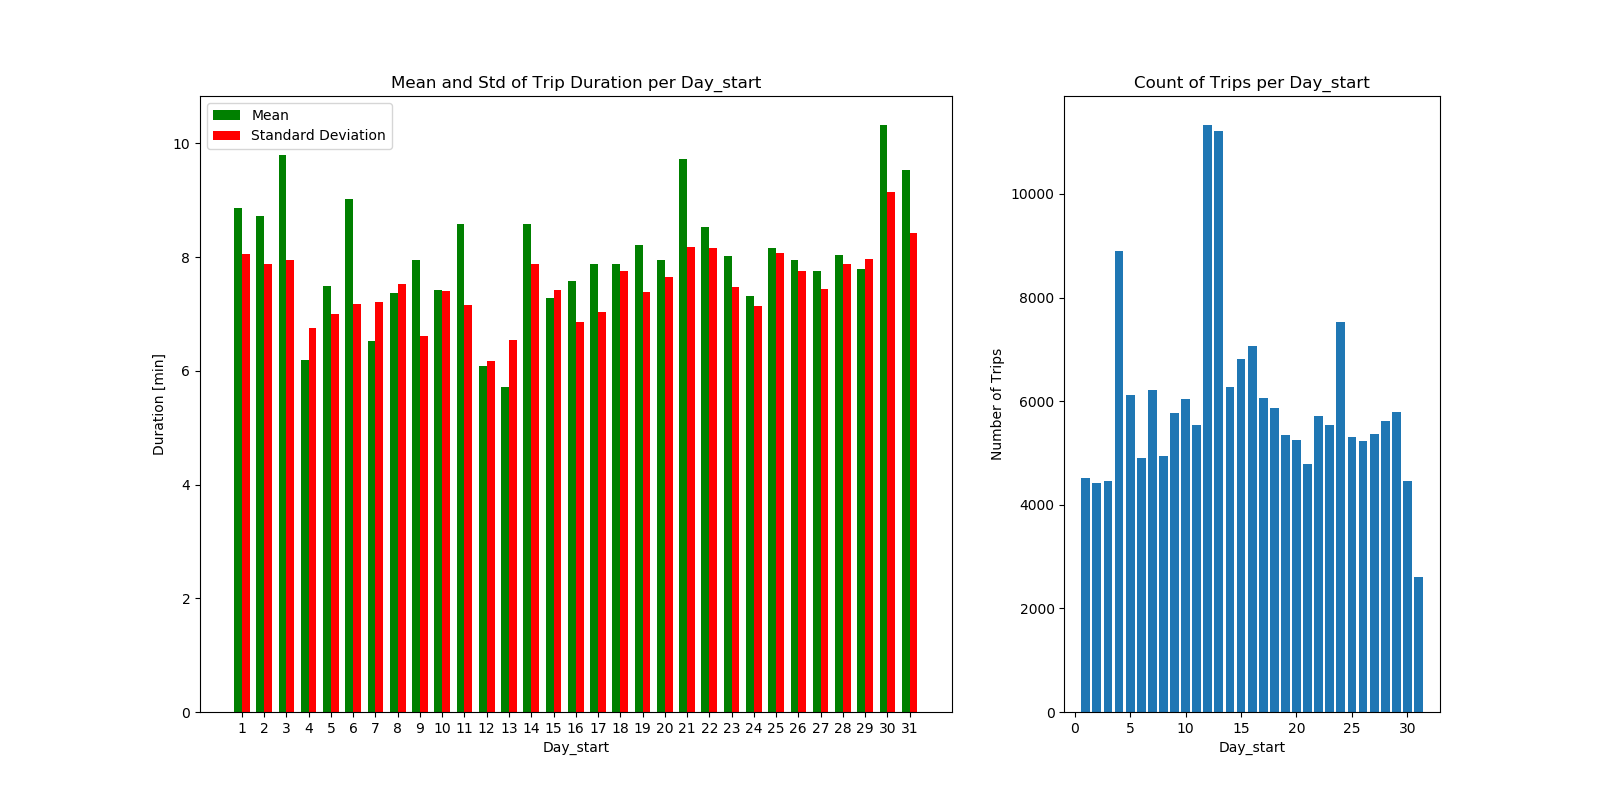 Mean and Std of Trip Duration per Day_start
Mean
Standard Deviation
10
8
6
4
2
0
Duration [min]
1 2 3 4 5 6 7 8 9 10 11 12 13 14 15 16 17 18 19 20 21 22 23 24 25 26 27 28 29 30 31
Day_start
Count of Trips per Day_start
10000
8000
6000
4000
2000
0
Number of Trips
0 5 10 15 20 25 30
Day_start